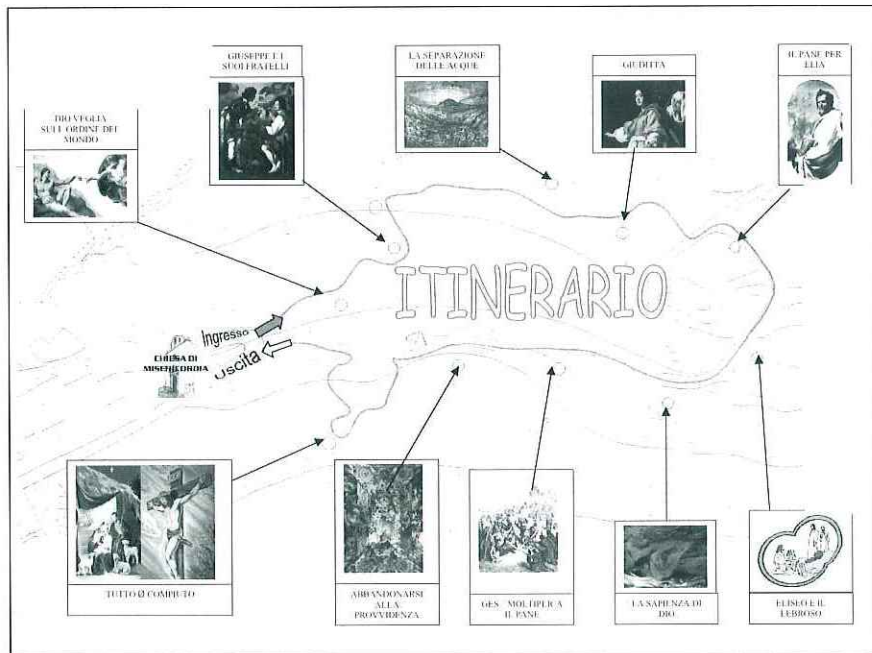 GIUSEPPE E I
SUOI FRATELLI
LA SEPARAZIONE
DELLE ACQUE
GIUDITTA
IL PANE PER
ELIA
DIO VEGLIA
SULL'ORDINE DEL
MONDO
ITINERARIO
Ingresso
CHIESA DI
MISERICORDIA
Uscita
TUTTO Ø COMPIUTO
ABBANDONARSI
ALLA
PROVVIDENZA
GES MOLTIPLICA
IL PANE
LA SAPIENZA DI
DIO
ELISEO E IL
LEBBROSO